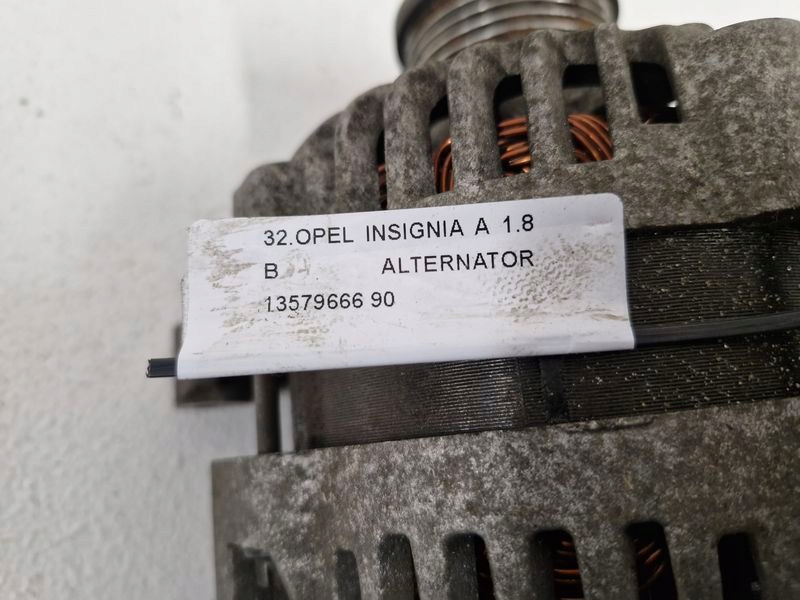 32.OPEL INSIGNIA A 1.8
B ALTERNATOR
13579666 90